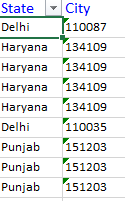 State City
Delhi 110087
Haryana 134109
Haryana 134109
Haryana 134109
Haryana 134109
Delhi 110035
Punjab 151203
Punjab 151203
Punjab 151203